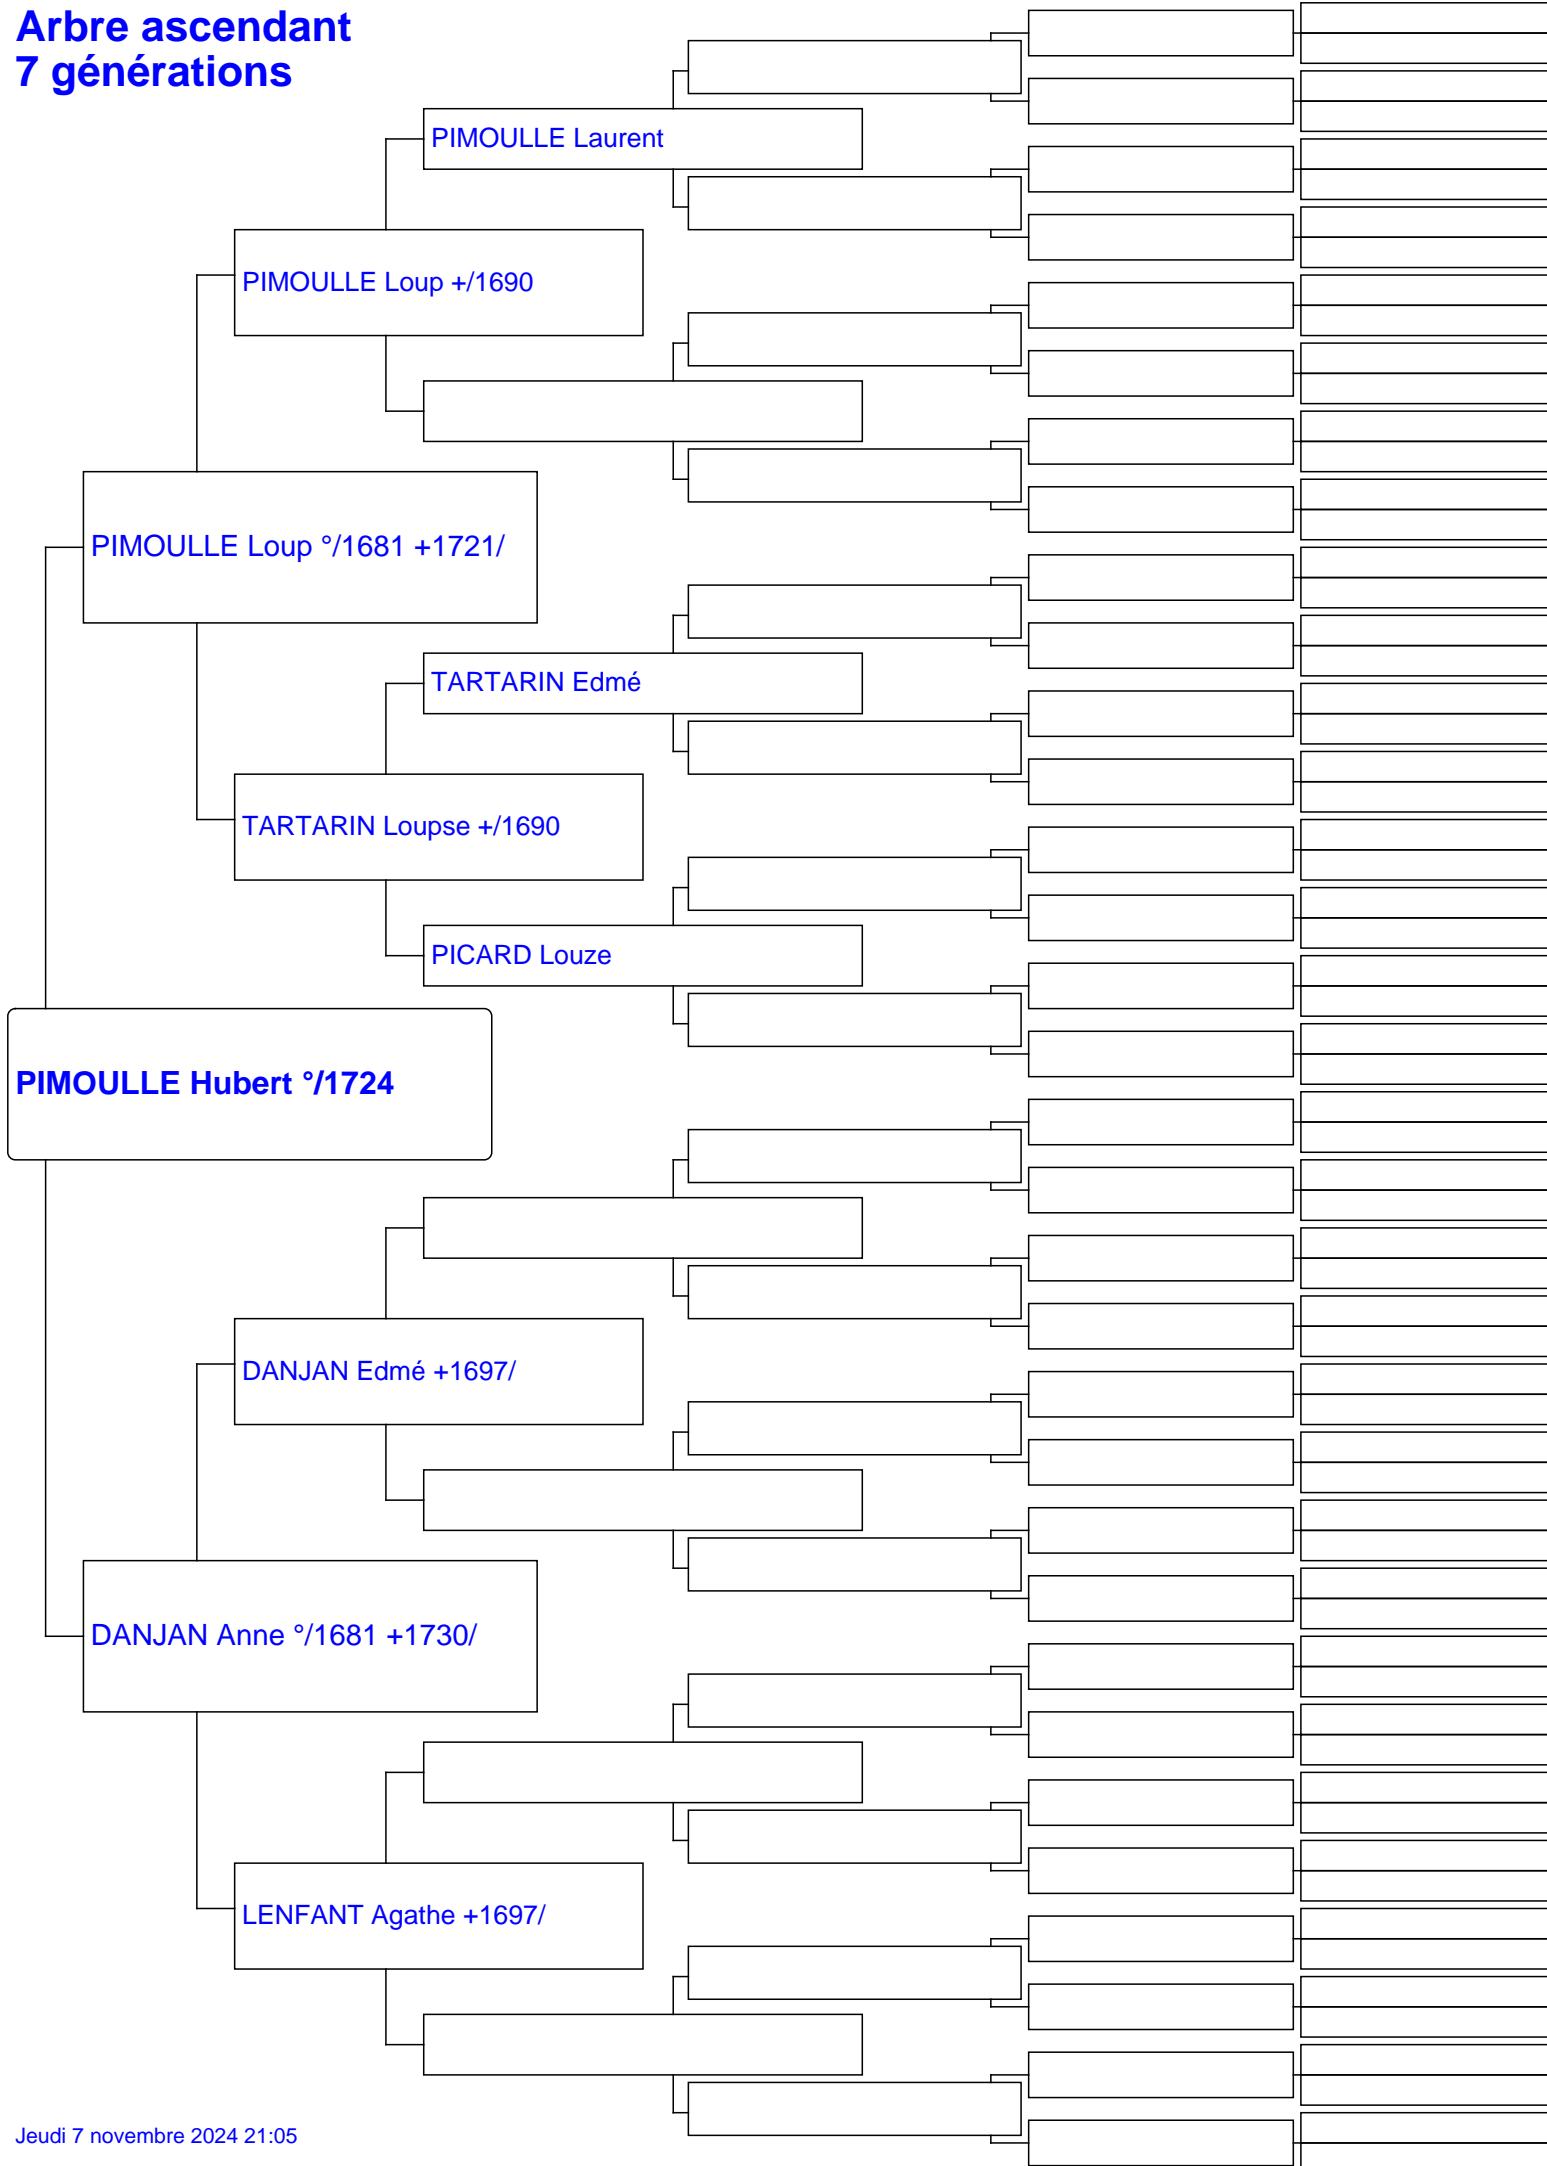 Arbre ascendant
7 générations
PIMOULLE Laurent
PIMOULLE Loup +/1690
PIMOULLE Loup °/1681 +1721/
TARTARIN Edmé
TARTARIN Loupse +/1690
PICARD Louze
PIMOULLE Hubert °/1724
DANJAN Edmé +1697/
DANJAN Anne °/1681 +1730/
LENFANT Agathe +1697/
Jeudi 7 novembre 2024 21:05